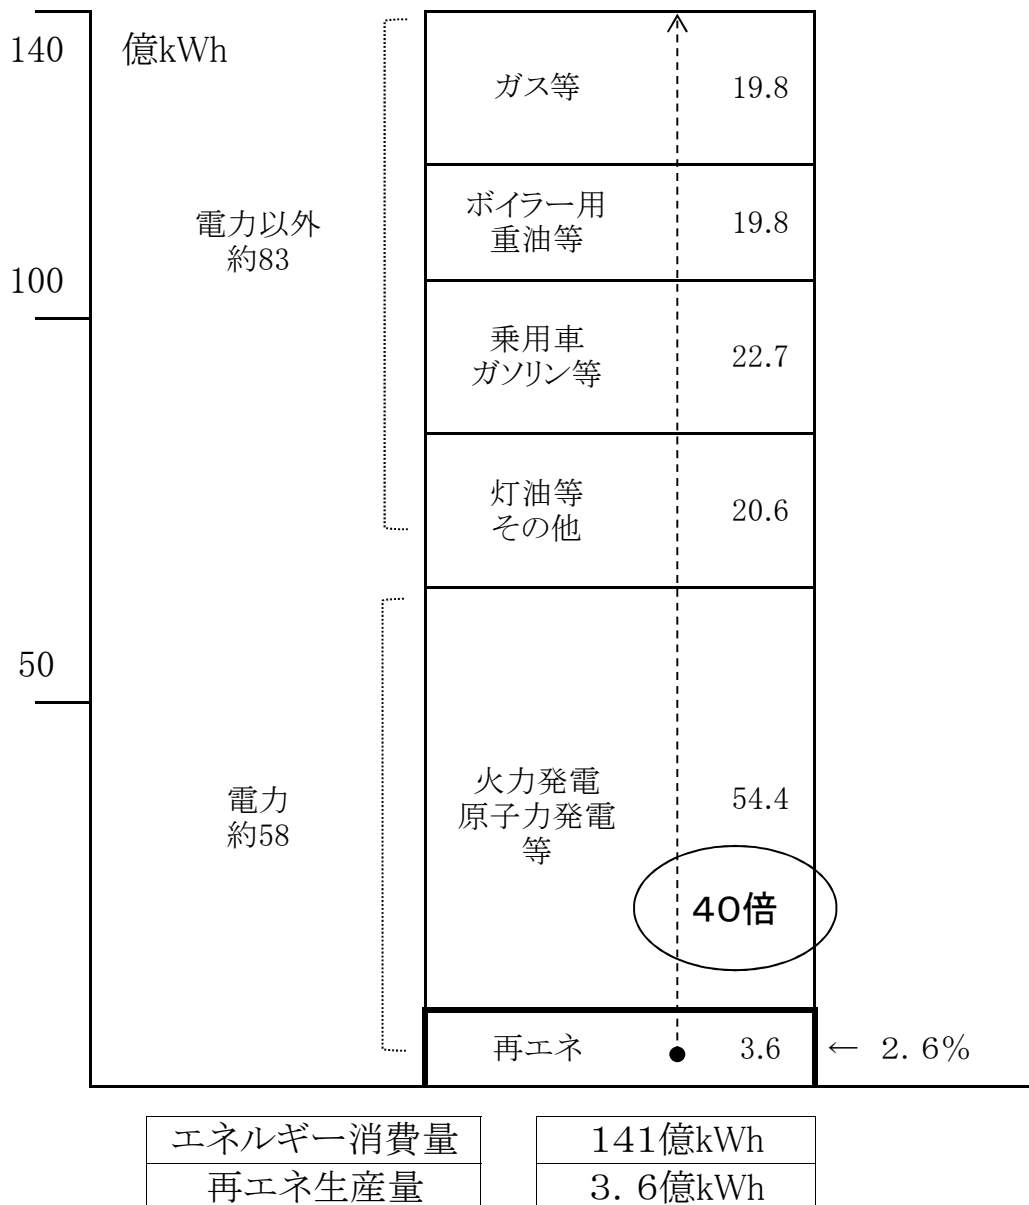 140
億kWh
ガス等
19.8
電力以外
約83
ボイラー用
重油等
19.8
100
乗用車
ガソリン等
22.7
灯油等
その他
20.6
50
電力
約58
火力発電
原子力発電
等
54.4
40倍
再エネ
3.6
← 2.6%
エネルギー消費量
141億kWh
再エネ生産量
3.6億kWh